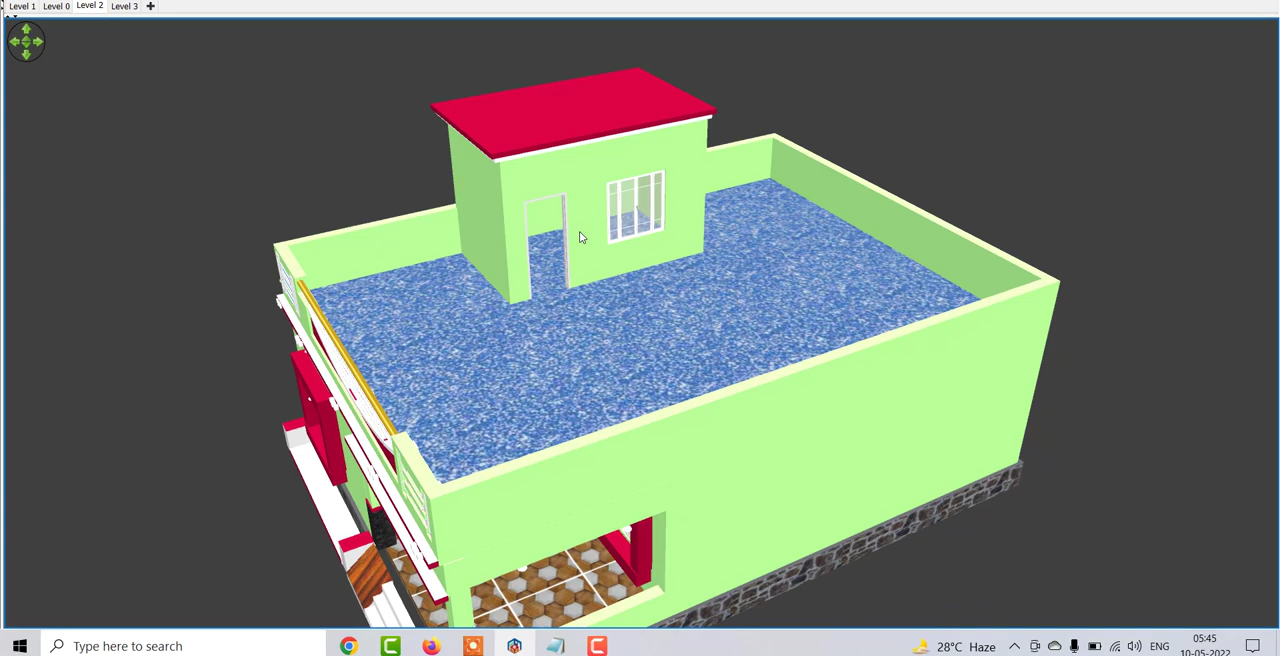 Level 1 Level 0 Level 2 Level 3
Type here to search
28°C Haze
ENG
05:45
10-05-2022